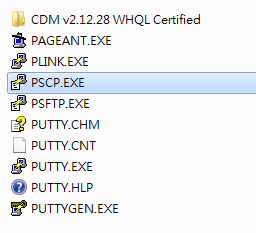 CDM v2.12.28 WHQL Certified
PAGEANT.EXE
PLINK.EXE
PSCP.EXE
PSFTP.EXE
PUTTY.CHM
PUTTY.CNT
PUTTY.EXE
PUTTY.HLP
PUTTYGEN.EXE